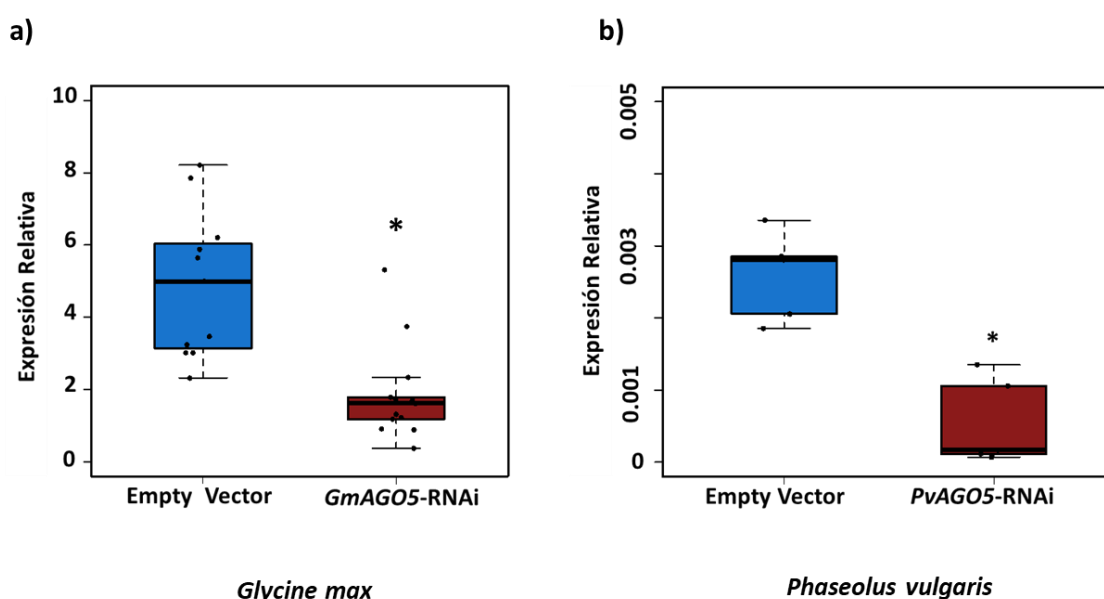 a)
Expresión Relativa
10
8
6
4
2
0
*
Empty Vector
GmAGO5-RNAi
Glycine max
b)
Expresión Relativa
0.005
0.003
0.001
0
*
Empty Vector
PvAGO5-RNAi
Phaseolus vulgaris